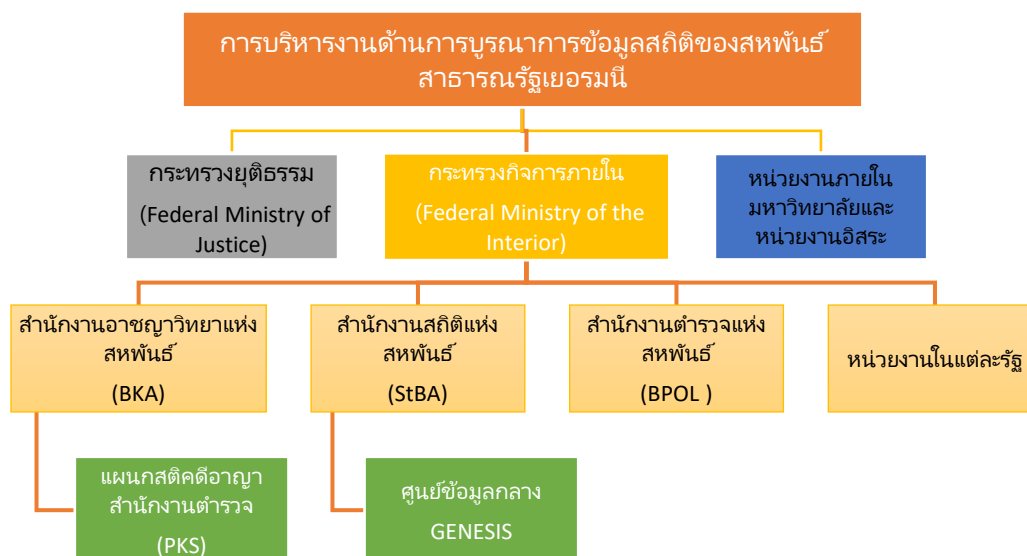 การบริหารงานด้านการบูรณาการข้อมูลสถิติของสหพันธ์
สาธารณรัฐเยอรมนี
กระทรวงยุติธรรม
(Federal Ministry of
Justice)
กระทรวงกิจการภายใน
(Federal Ministry of the
Interior)
หน่วยงานภายใน
มหาวิทยาลัยและ
หน่วยงานอิสระ
สำนักงานอาชญาวิทยาแห่ง
สหพันธ์
(BKA)
สำนักงานสถิติแห่ง
สหพันธ์
(StBA)
สำนักงานตำรวจแห่ง
สหพันธ์
(BPOL )
หน่วยงานในแต่ละรัฐ
แผนกสติคดีอาญา
สำนักงานตำรวจ
(PKS)
ศูนย์ข้อมูลกลาง
GENESIS